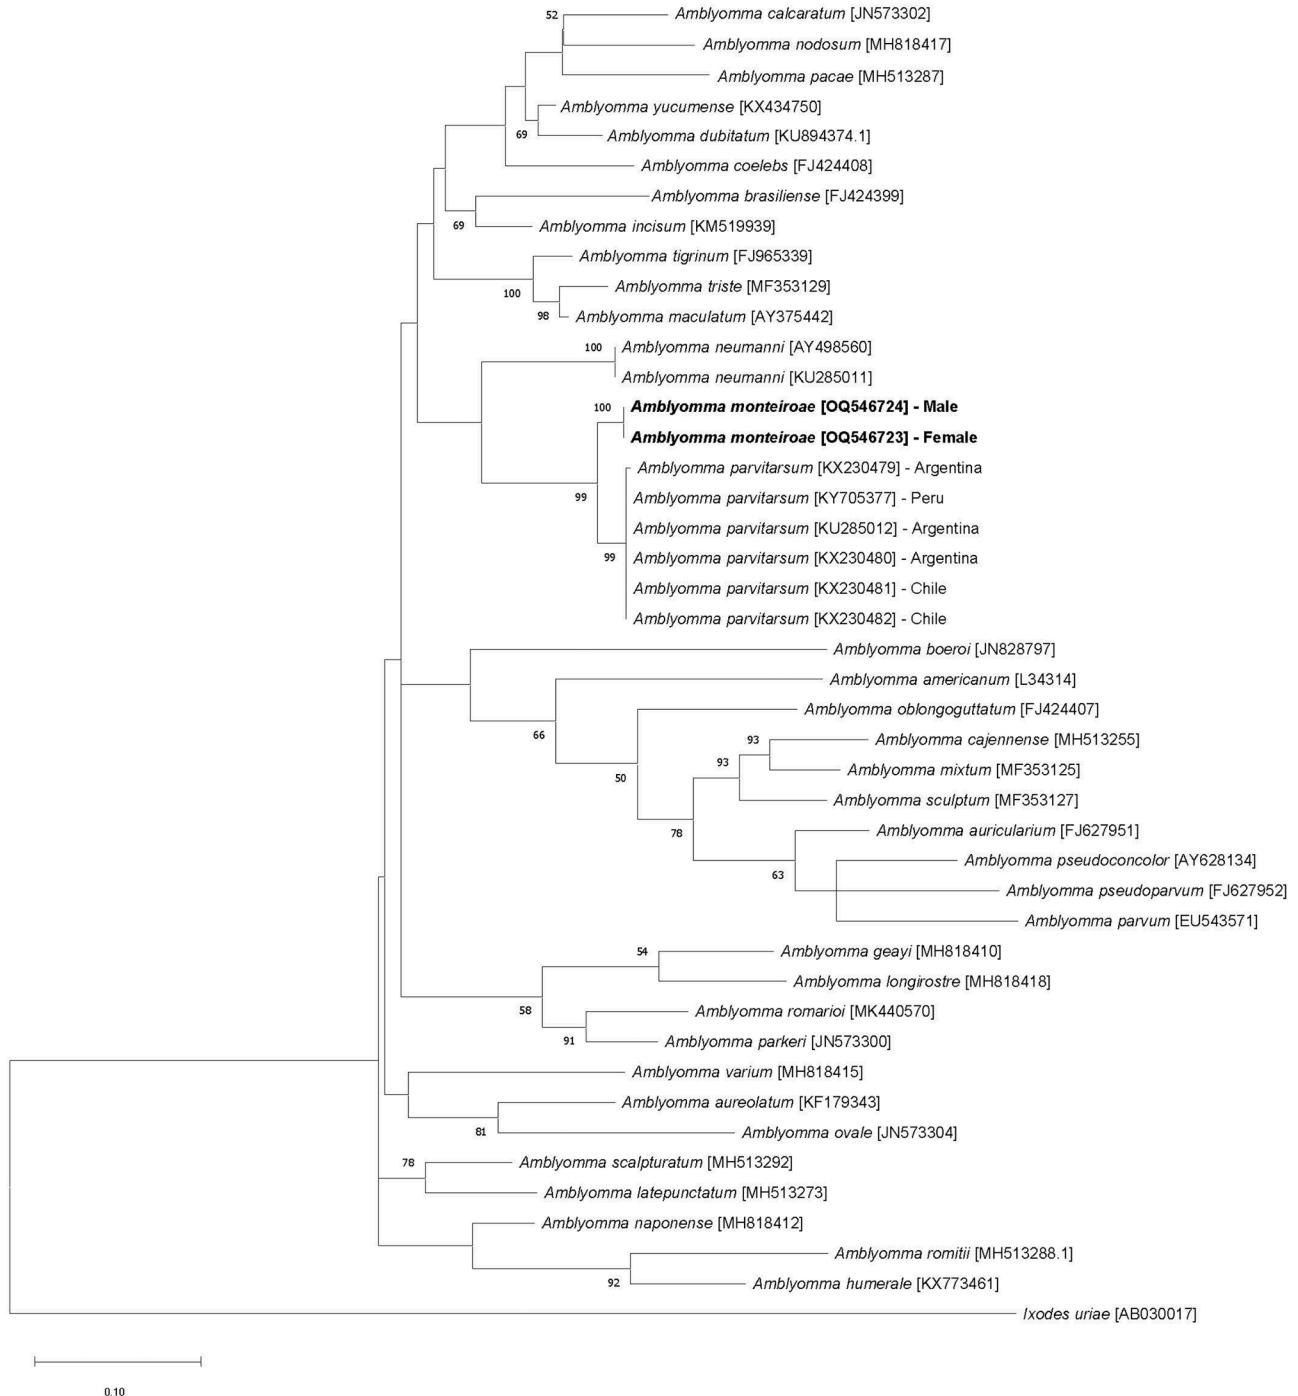 52
Amblyomma calcaratum [JN573302]
Amblyomma nodosum [MH818417]
Amblyomma pacae [MH513287]
Amblyomma yucumense [KX434750]
69
Amblyomma dubitatum [KU894374.1]
Amblyomma coelebs [FJ424408]
Amblyomma brasiliense [FJ424399]
69
Amblyomma incisum [KM519939]
Amblyomma tigrinum [FJ965339]
100
Amblyomma triste [MF353129]
98
Amblyomma maculatum [AY375442]
100
Amblyomma neumanni [AY498560]
Amblyomma neumanni [KU285011]
100
Amblyomma monteiroae [OQ546724] - Male
Amblyomma monteiroae [OQ546723] - Female
Amblyomma parvitarsum [KX230479] - Argentina
99
Amblyomma parvitarsum [KY705377] - Peru
Amblyomma parvitarsum [KU285012] - Argentina
99
Amblyomma parvitarsum [KX230480] - Argentina
Amblyomma parvitarsum [KX230481] - Chile
Amblyomma parvitarsum [KX230482] - Chile
Amblyomma boeroi [JN828797]
Amblyomma americanum [L34314]
66
Amblyomma oblongoguttatum [FJ424407]
93
Amblyomma cajennense [MH513255]
93
50
Amblyomma mixtum [MF353125]
Amblyomma sculptum [MF353127]
78
Amblyomma auricularium [FJ627951]
Amblyomma pseudoconcolor [AY628134]
63
Amblyomma pseudoparvum [FJ627952]
Amblyomma parvum [EU543571]
54
Amblyomma geayi [MH818410]
Amblyomma longirostre [MH818418]
58
Amblyomma romarioi [MK440570]
91
Amblyomma parkeri [JN573300]
Amblyomma varium [MH818415]
Amblyomma aureolatum [KF179343]
81
Amblyomma ovale [JN573304]
78
Amblyomma scalpturatum [MH513292]
Amblyomma latepunctatum [MH513273]
Amblyomma naponense [MH818412]
Amblyomma romitii [MH513288.1]
92
Amblyomma humerale [KX773461]
Ixodes uriae [AB030017]
0.10